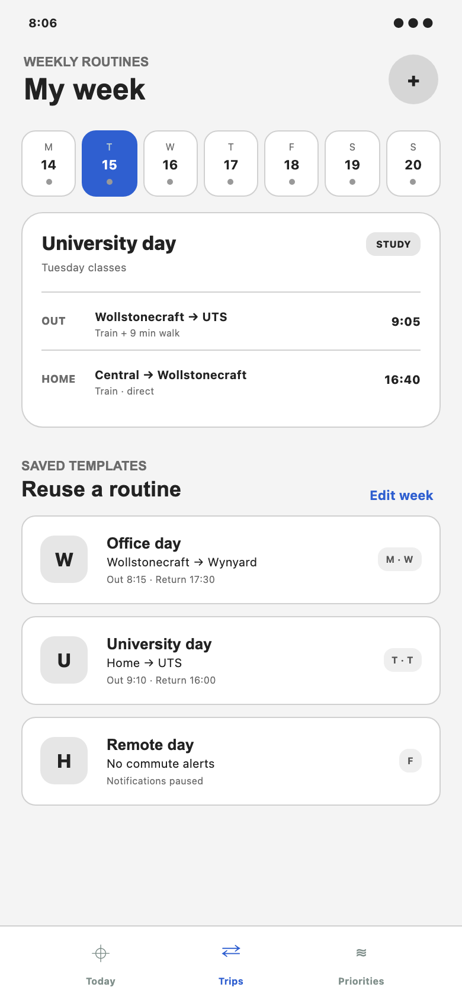 8:06
WEEKLY ROUTINES
My week
+
M T W T F S S
14 15 16 17 18 19 20
University day
STUDY
Tuesday classes
OUT
Wollstonecraft → UTS
9:05
Train + 9 min walk
HOME
Central → Wollstonecraft
16:40
Train · direct
SAVED TEMPLATES
Reuse a routine
Edit week
W
Office day
Wollstonecraft → Wynyard
Out 8:15 · Return 17:30
M · W
U
University day
Home → UTS
Out 9:10 · Return 16:00
T · T
H
Remote day
No commute alerts
Notifications paused
F
Today
Trips
Priorities